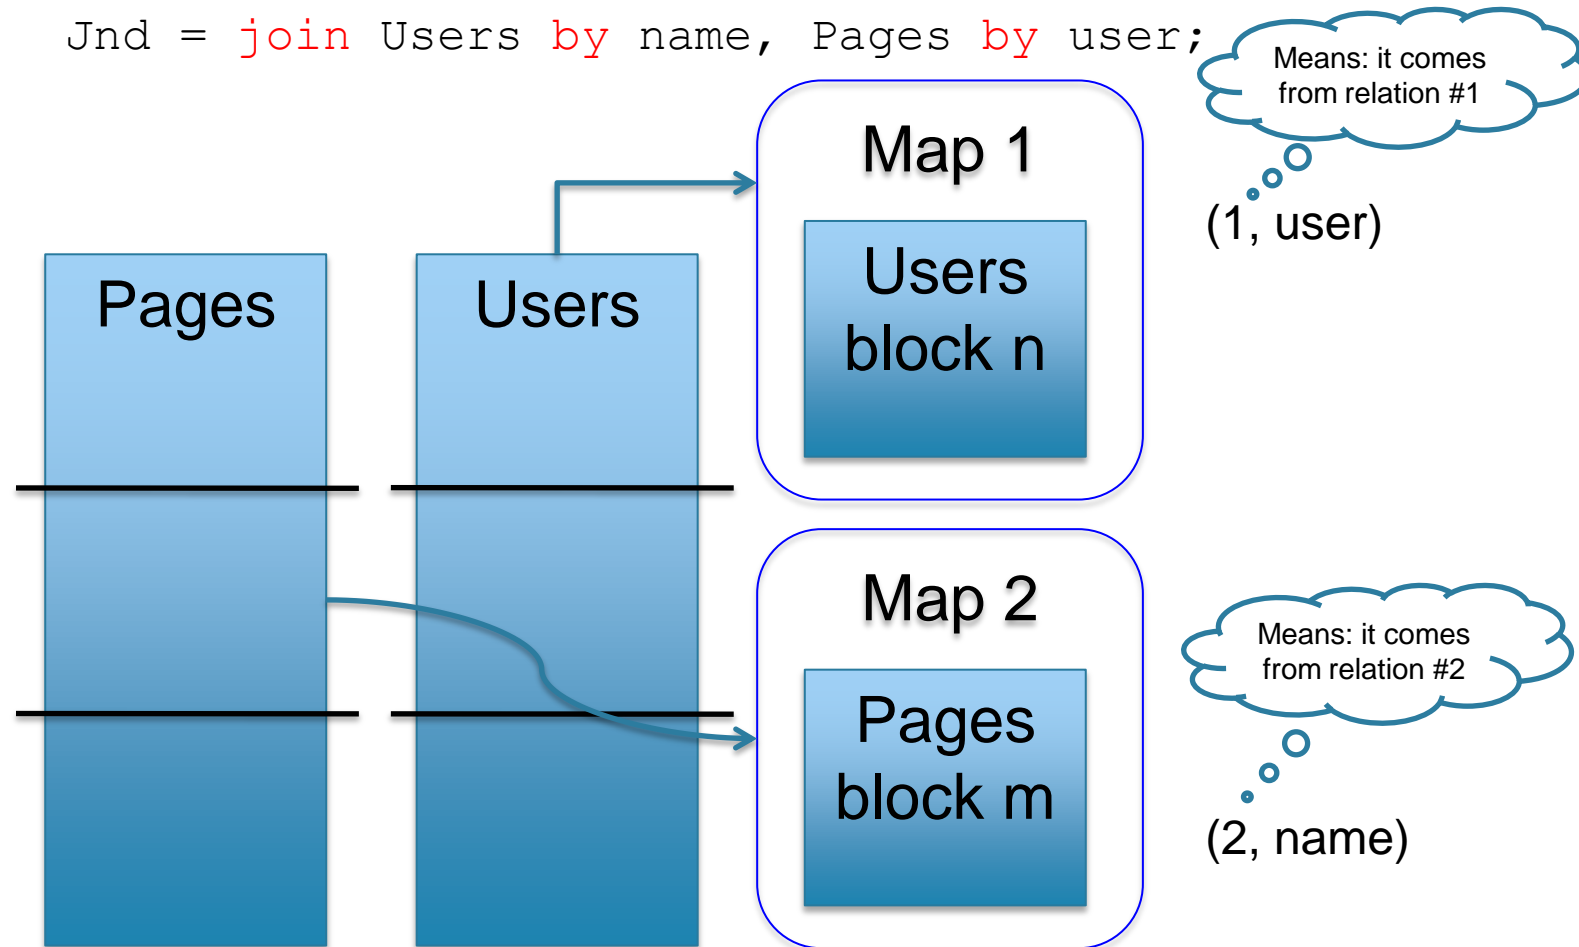 Jnd = join Users by name, Pages by user;
Means: it comes
from relation #1
Map 1
(1, user)
Users
block n
Pages
Users
Map 2
Means: it comes
from relation #2
Pages
block m
(2, name)